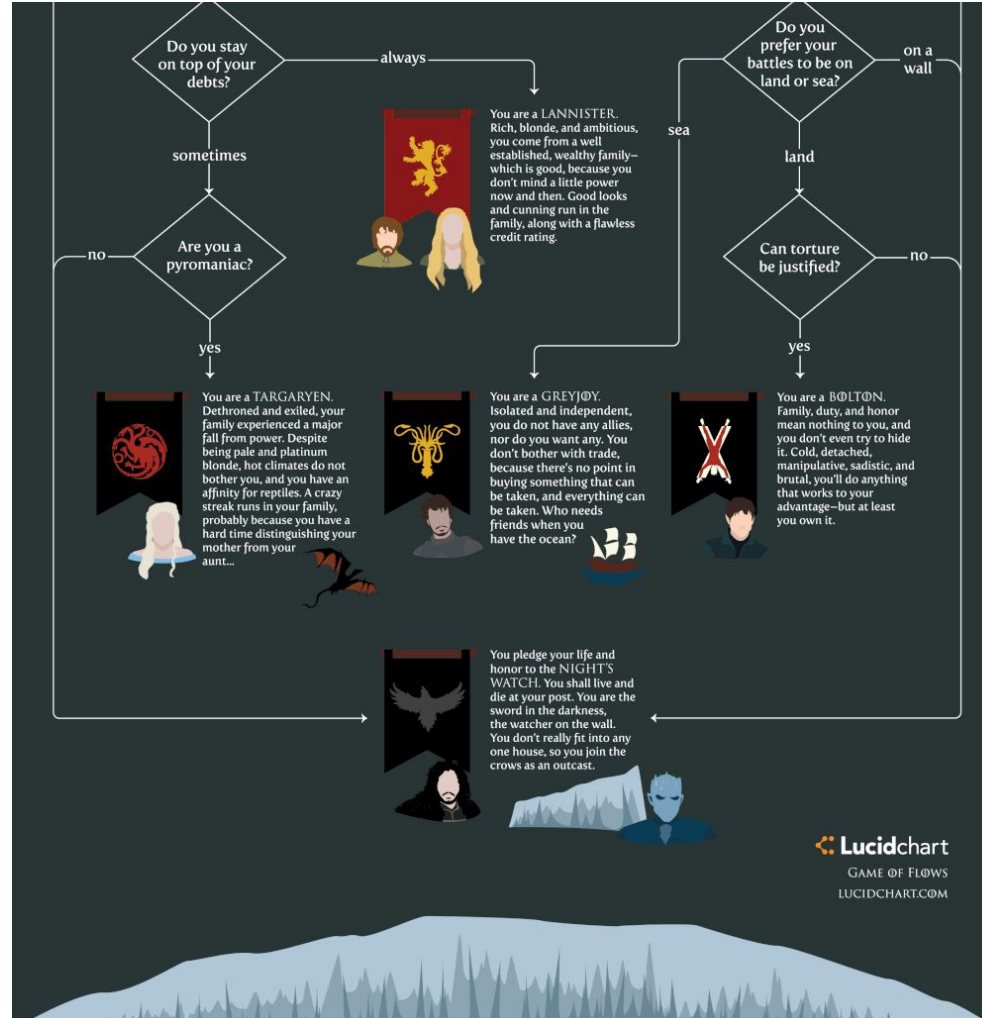 Do you stay
on top of your
debts?
always
Do you
prefer your
battles to be on
land or sea?
on a
wall
You are a LANNISTER.
Rich, blonde, and ambitious,
you come from a well
established, wealthy family–
which is good, because you
don't mind a little power
now and then. Good looks
and cunning run in the
family, along with a flawless
credit rating.
sea
sometimes
land
no
Are you a
pyromaniac?
Can torture
be justified?
no
yes
yes
You are a TARGARYEN.
Dethroned and exiled, your
family experienced a major
fall from power. Despite
being pale and platinum
blonde, hot climates do not
bother you, and you have an
affinity for reptiles. A crazy
streak runs in your family,
probably because you have a
hard time distinguishing your
mother from your
aunt...
You are a GREYJOY.
Isolated and independent,
you do not have any allies,
nor do you want any. You
don't bother with trade,
because there's no point in
buying something that can
be taken, and everything can
be taken. Who needs
friends when you
have the ocean?
You are a BOLTON.
Family, duty, and honor
mean nothing to you, and
you don't even try to hide
it. Cold, detached,
manipulative, sadistic, and
brutal, you'll do anything
that works to your
advantage–but at least
you own it.
You pledge your life and
honor to the NIGHT'S
WATCH. You shall live and
die at your post. You are the
sword in the darkness,
the watcher on the wall.
You don't really fit into any
one house, so you join the
crows as an outcast.
Lucidchart
GAME OF FLOWS
LUCIDCHART.COM